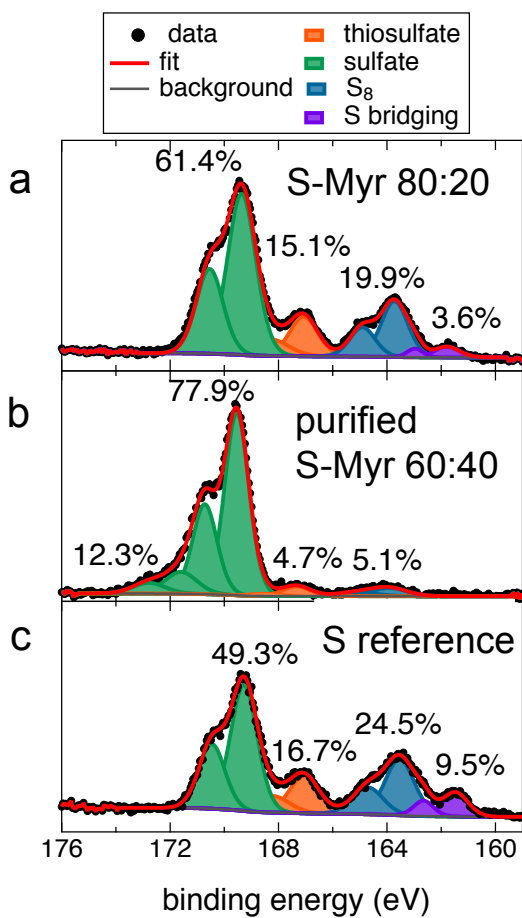 data
fit
background
thiosulfate
sulfate
S₈
S bridging
a
61.4%
S-Myr 80:20
15.1%
19.9%
3.6%
b
77.9%
purified
S-Myr 60:40
12.3%
4.7%
5.1%
c
S reference
49.3%
16.7%
24.5%
9.5%
176 172 168 164 160
binding energy (eV)